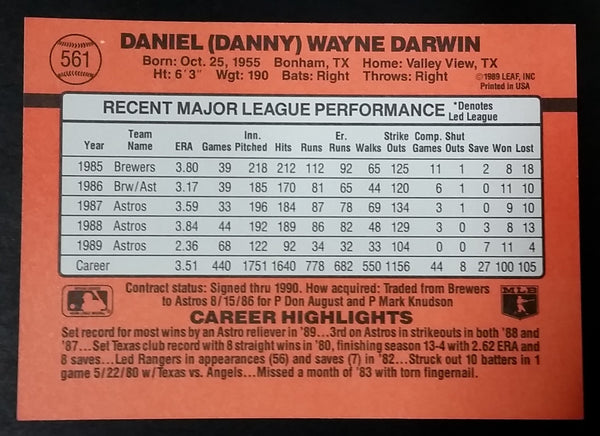 561
DANIEL (DANNY) WAYNE DARWIN
Born: Oct. 25, 1955 Bonham, TX Home: Valley View, TX
Ht: 6'3" Wgt: 190 Bats: Right Throws: Right
©1989 LEAF, INC
Printed in USA
RECENT MAJOR LEAGUE PERFORMANCE *Denotes Led League
Year Team Name ERA Games Inn. Pitched Hits Runs Er. Runs Walks Strike Outs Comp. Games Shut Outs Save Won Lost
1985 Brewers 3.80 39 218 212 112 92 65 125 11 1 2 8 18
1986 Brw/Ast 3.17 39 185 170 81 65 44 120 6 1 0 11 10
1987 Astros 3.59 33 196 184 87 78 69 134 3 1 0 9 10
1988 Astros 3.84 44 192 189 86 82 48 129 3 0 3 8 13
1989 Astros 2.36 68 122 92 34 32 33 104 0 0 7 11 4
Career 3.51 440 1751 1640 778 682 550 1156 44 8 27 100 105
Contract status: Signed thru 1990. How acquired: Traded from Brewers
to Astros 8/15/86 for P Don August and P Mark Knudson
MLB
CAREER HIGHLIGHTS
Set record for most wins by an Astro reliever in '89...3rd on Astros in strikeouts in both '88 and
'87...Set Texas club record with 8 straight wins in '80, finishing season 13-4 with 2.62 ERA and
8 saves...Led Rangers in appearances (56) and saves (7) in '82...Struck out 10 batters in 1
game 5/22/80 w/Texas vs. Angels...Missed a month of '83 with torn fingernail.